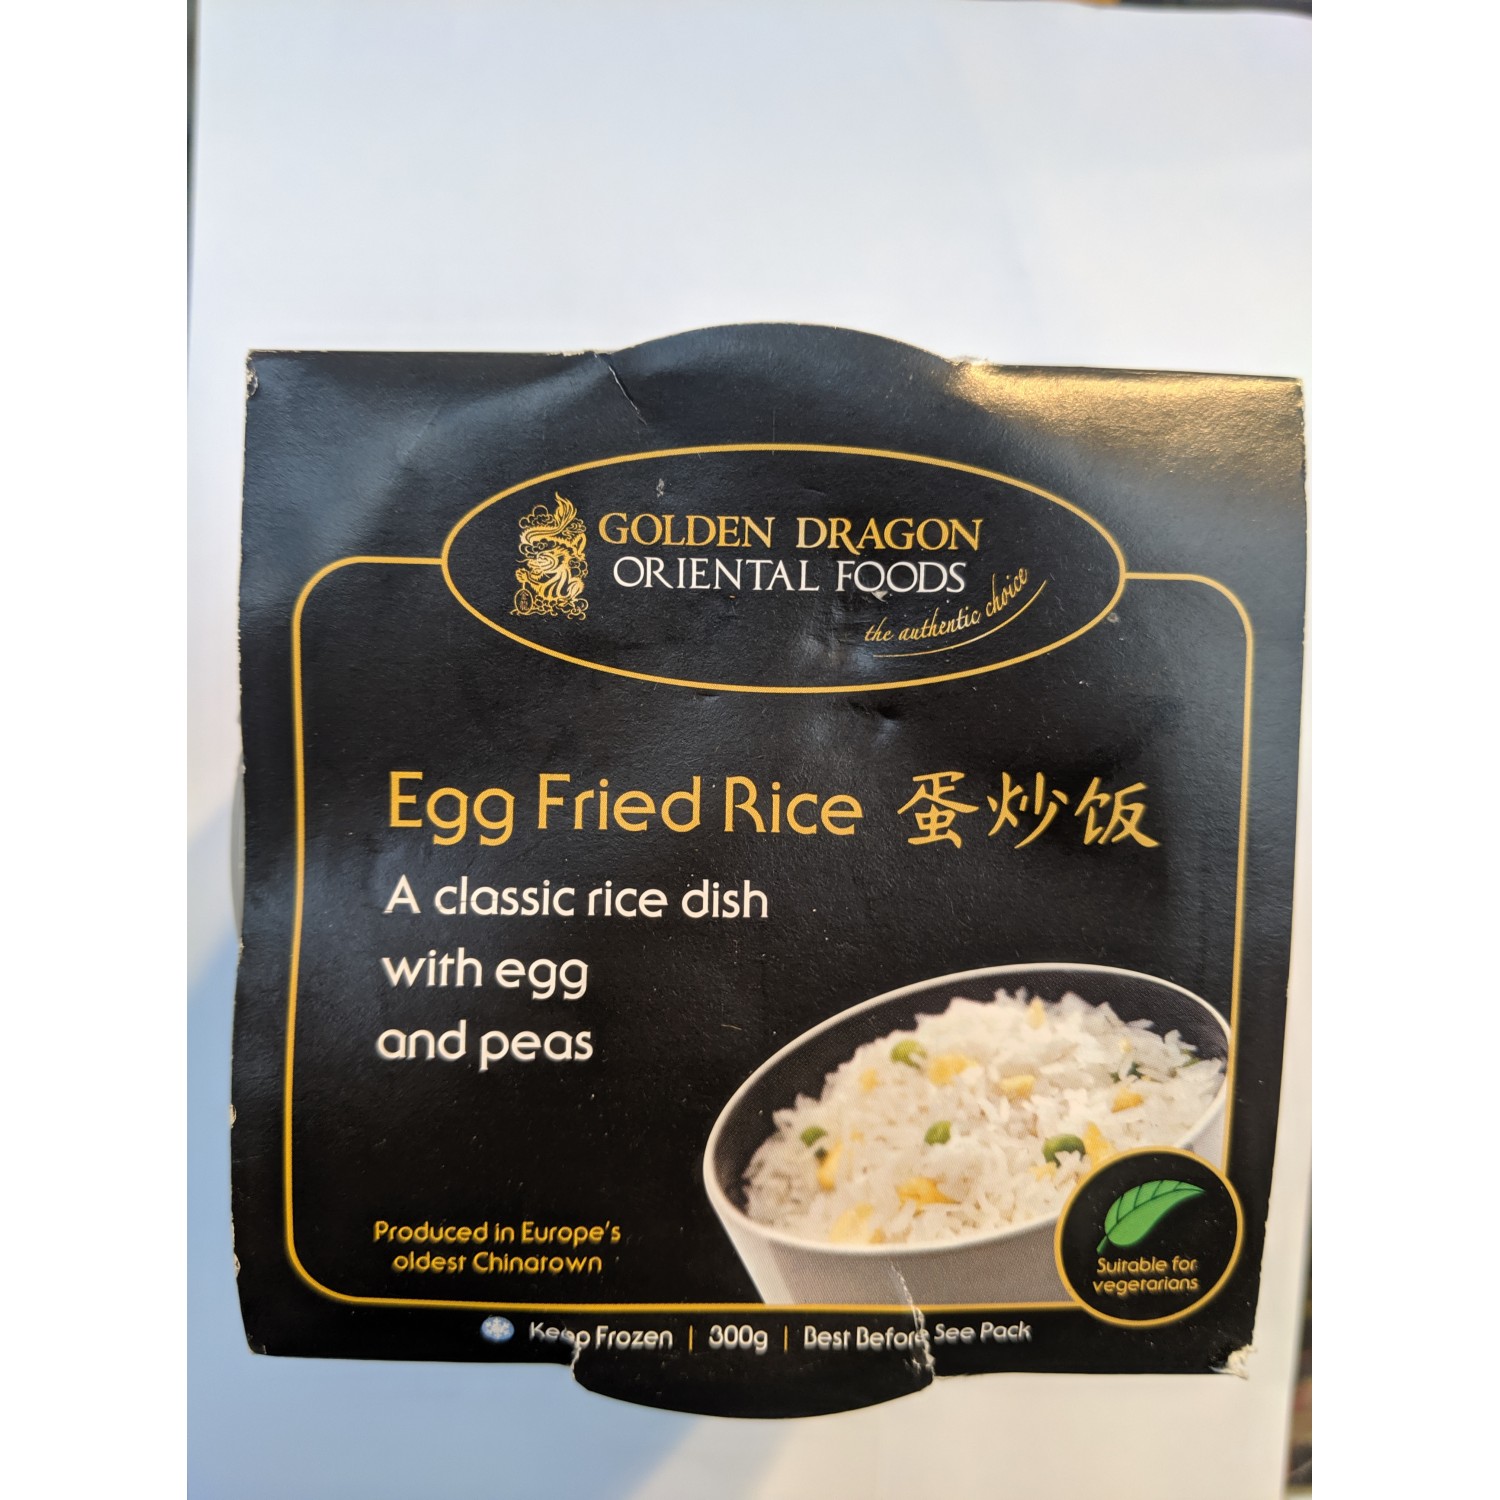 GOLDEN DRAGON
ORIENTAL FOODS
the authentic choice
Egg Fried Rice 蛋炒饭
A classic rice dish
with egg
and peas
Produced in Europe's
oldest Chinatown
Suitable for
vegetarians
Keep Frozen | 300g | Best Before See Pack